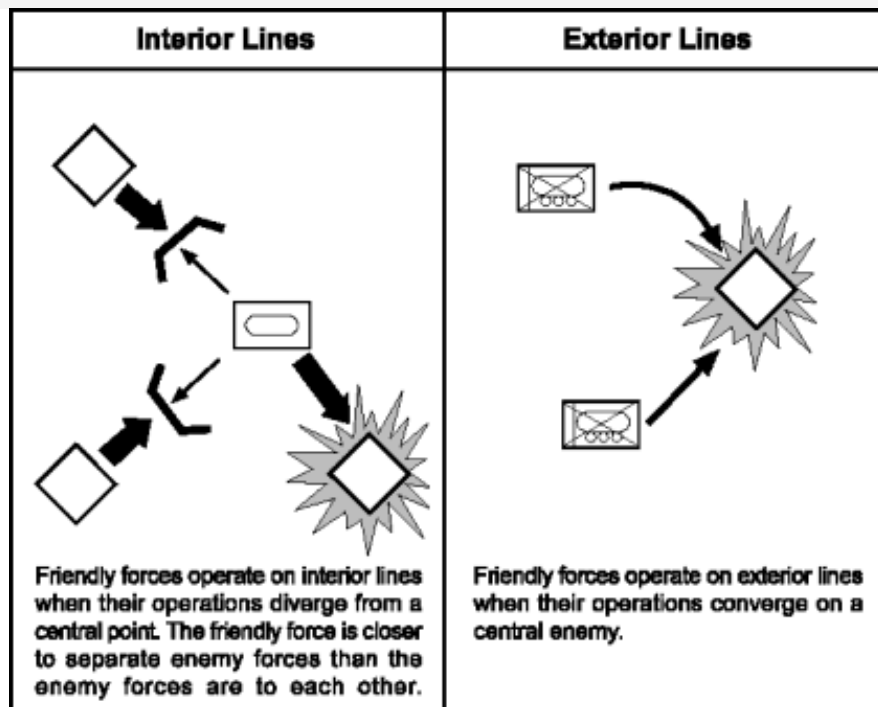 Interior Lines
Exterior Lines
Friendly forces operate on interior lines
when their operations diverge from a
central point. The friendly force is closer
to separate enemy forces than the
enemy forces are to each other.
Friendly forces operate on exterior lines
when their operations converge on a
central enemy.